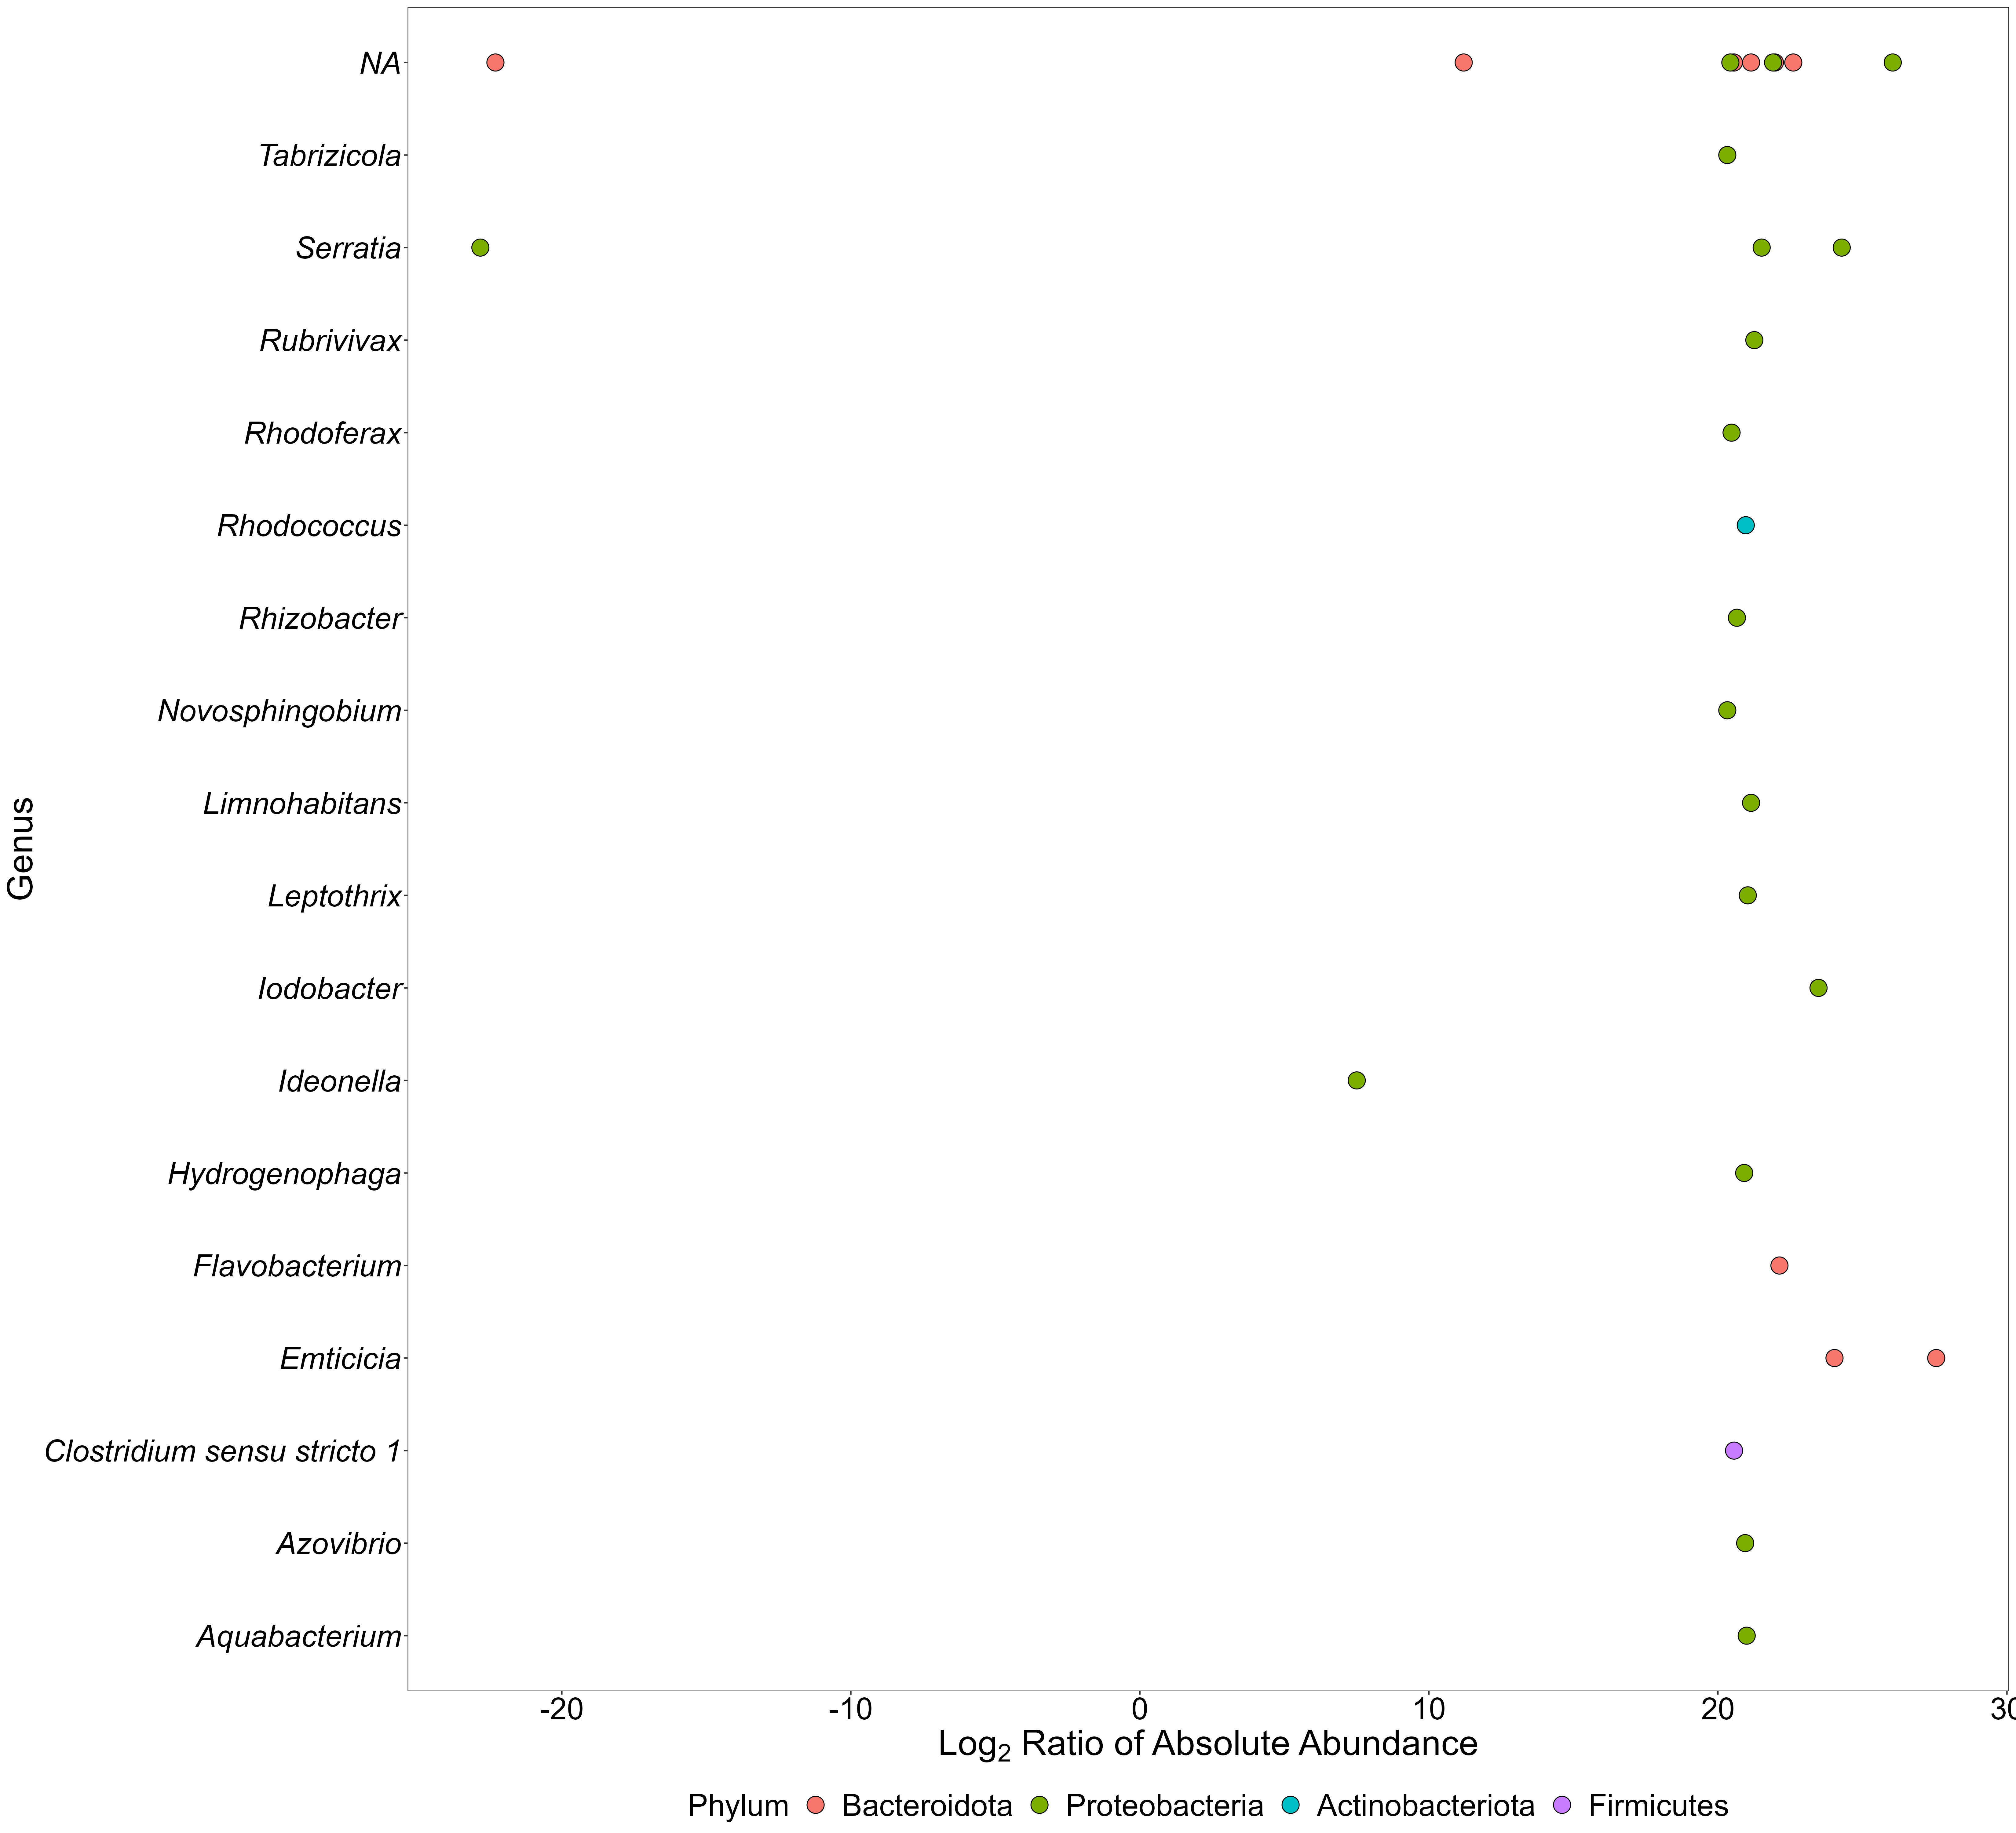 NA
Tabrizicola
Serratia
Rubrivivax
Rhodoferax
Rhodococcus
Rhizobacter
Novosphingobium
Limnohabitans
Leptothrix
Iodobacter
Ideonella
Hydrogenophaga
Flavobacterium
Emticicia
Clostridium sensu stricto 1
Azovibrio
Aquabacterium
Genus
-20 -10 0 10 20 30
Log₂ Ratio of Absolute Abundance
Phylum Bacteroidota Proteobacteria Actinobacteriota Firmicutes